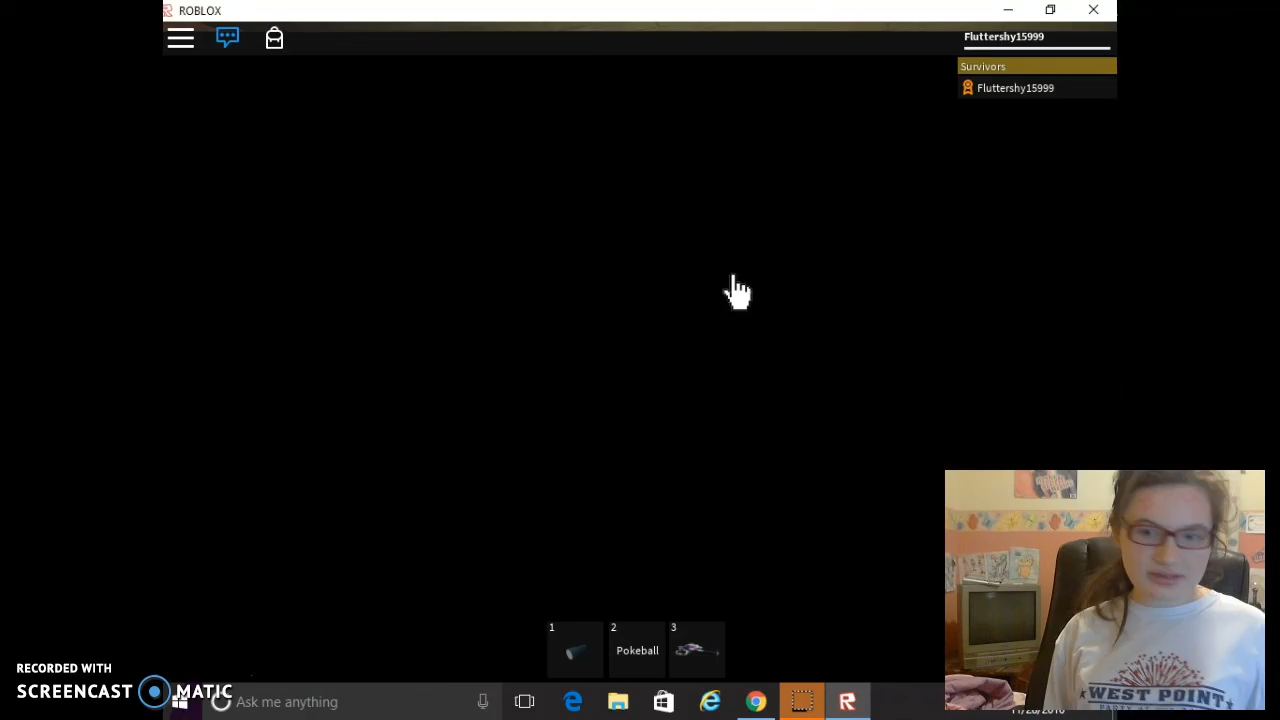 ROBLOX
Fluttershy15999
Survivors
Fluttershy15999
1
2
3
Pokeball
RECORDED WITH
SCREENCAST MATIC
Ask me anything
WEST POINT